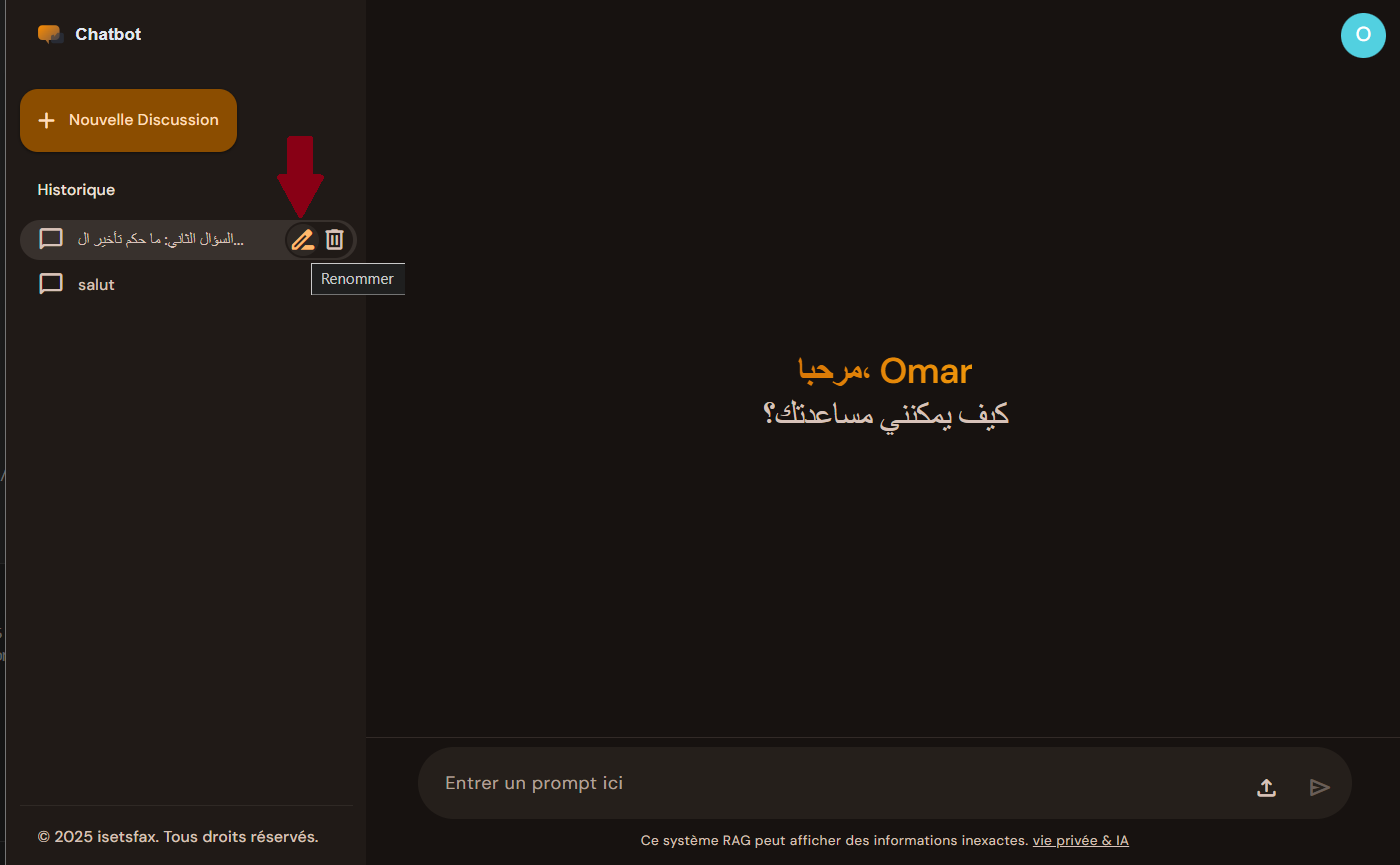 Chatbot
O
Nouvelle Discussion
Historique
السؤال الثاني: ما حكم تأخير ال...
salut
Renommer
مرحبا، Omar
كيف يمكنني مساعدتك؟
Entrer un prompt ici
© 2025 isetsfax. Tous droits réservés.
Ce système RAG peut afficher des informations inexactes. vie privée & IA